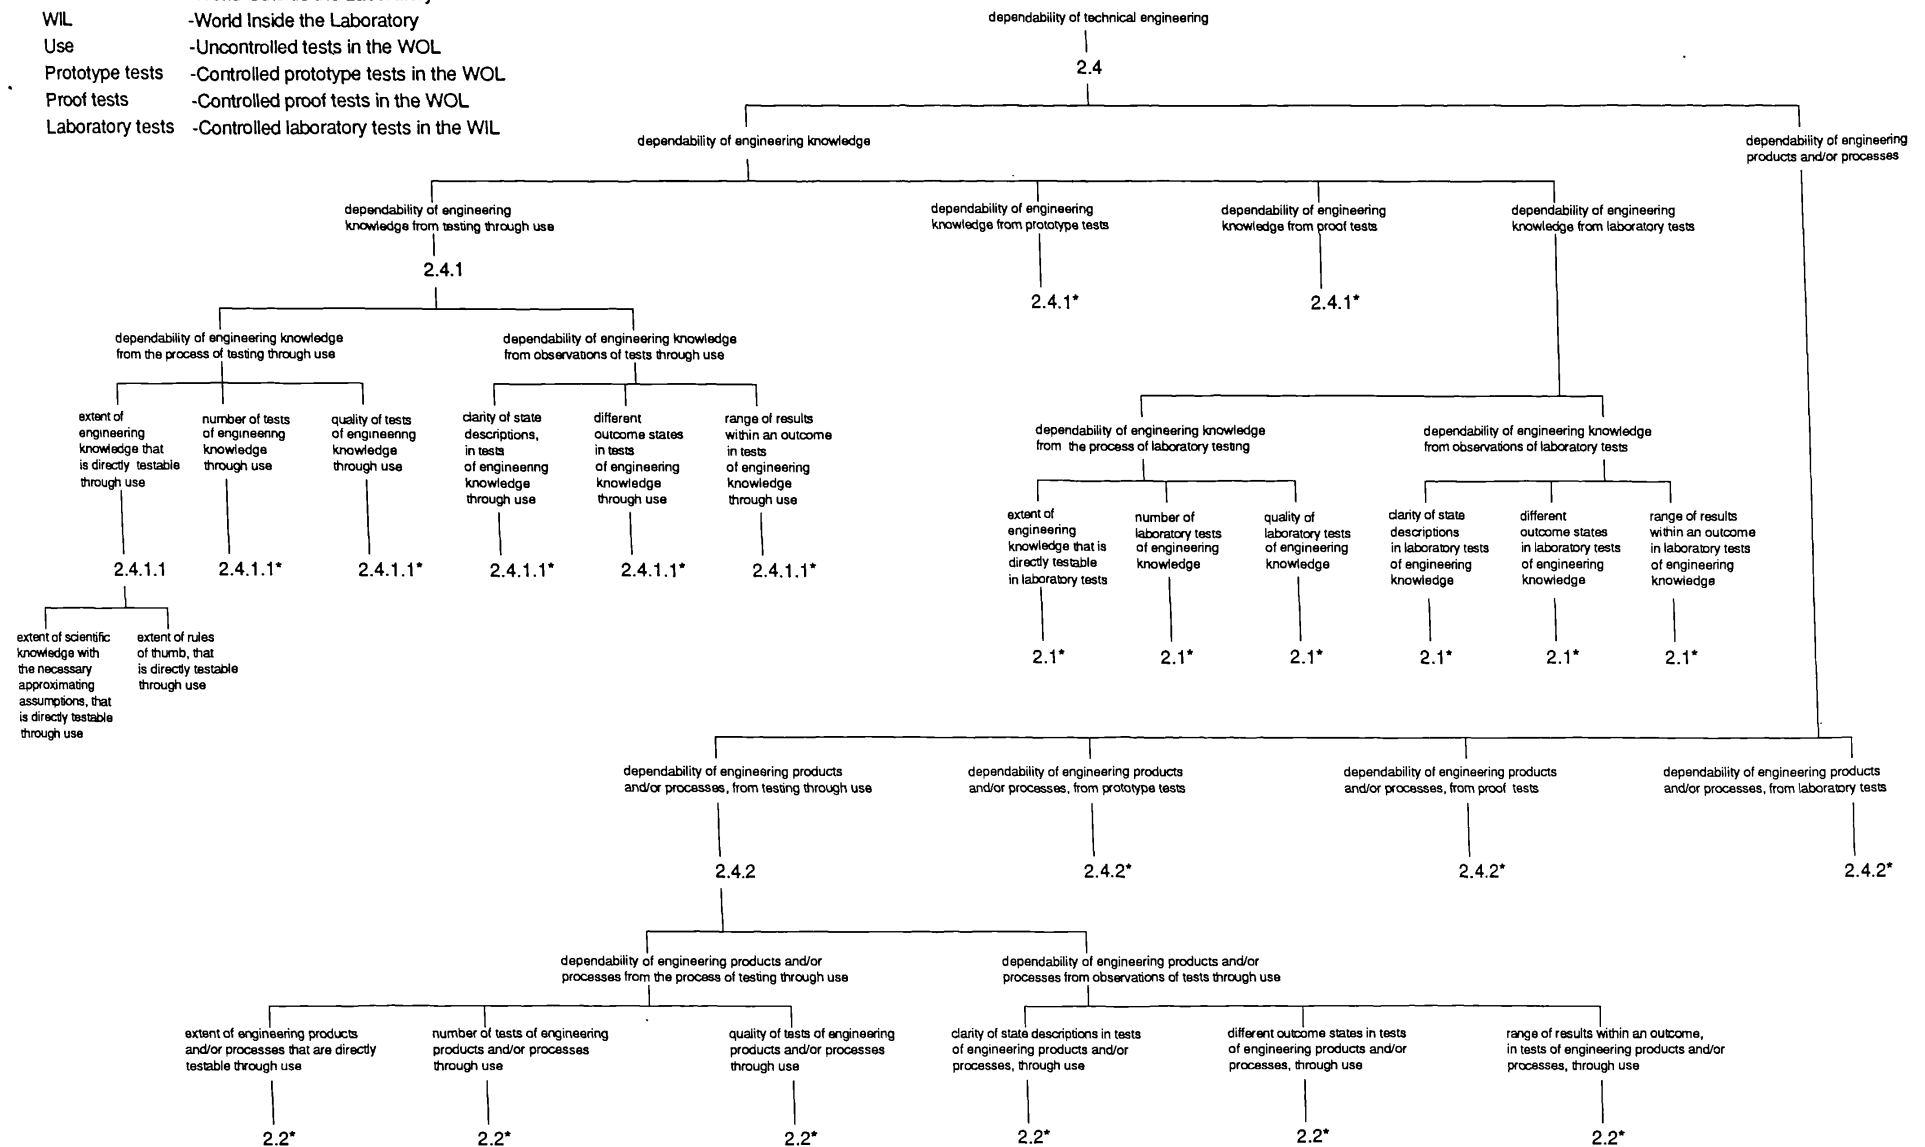 WIL -World Inside the Laboratory
Use -Uncontrolled tests in the WOL
Prototype tests -Controlled prototype tests in the WOL
Proof tests -Controlled proof tests in the WOL
Laboratory tests -Controlled laboratory tests in the WIL
dependability of technical engineering
2.4
dependability of engineering knowledge
dependability of engineering
products and/or processes
dependability of engineering
knowledge from testing through use
dependability of engineering
knowledge from prototype tests
dependability of engineering
knowledge from proof tests
dependability of engineering
knowledge from laboratory tests
2.4.1
2.4.1*
2.4.1*
dependability of engineering knowledge
from the process of testing through use
dependability of engineering knowledge
from observations of tests through use
extent of
engineering
knowledge that
is directly testable
through use
number of tests
of engineering
knowledge
through use
quality of tests
of engineering
knowledge
through use
clarity of state
descriptions,
in tests
of engineering
knowledge
through use
different
outcome states
in tests
of engineering
knowledge
through use
range of results
within an outcome
in tests
of engineering
knowledge
through use
2.4.1.1
2.4.1.1*
2.4.1.1*
2.4.1.1*
2.4.1.1*
2.4.1.1*
extent of scientific
knowledge with
the necessary
approximating
assumptions, that
is directly testable
through use
extent of rules
of thumb, that
is directly testable
through use
dependability of engineering knowledge
from the process of laboratory testing
dependability of engineering knowledge
from observations of laboratory tests
extent of
engineering
knowledge that is
directly testable
in laboratory tests
number of
laboratory tests
of engineering
knowledge
quality of
laboratory tests
of engineering
knowledge
clarity of state
descriptions
in laboratory tests
of engineering
knowledge
different
outcome states
in laboratory tests
of engineering
knowledge
range of results
within an outcome
in laboratory tests
of engineering
knowledge
2.1*
2.1*
2.1*
2.1*
2.1*
2.1*
dependability of engineering products
and/or processes, from testing through use
dependability of engineering products
and/or processes, from prototype tests
dependability of engineering products
and/or processes, from proof tests
dependability of engineering products
and/or processes, from laboratory tests
2.4.2
2.4.2*
2.4.2*
2.4.2*
dependability of engineering products and/or
processes from the process of testing through use
dependability of engineering products and/or
processes from observations of tests through use
extent of engineering products
and/or processes that are directly
testable through use
number of tests of engineering
products and/or processes
through use
quality of tests of engineering
products and/or processes
through use
clarity of state descriptions in tests
of engineering products and/or
processes, through use
different outcome states in tests
of engineering products and/or
processes, through use
range of results within an outcome,
in tests of engineering products and/or
processes, through use
2.2*
2.2*
2.2*
2.2*
2.2*
2.2*